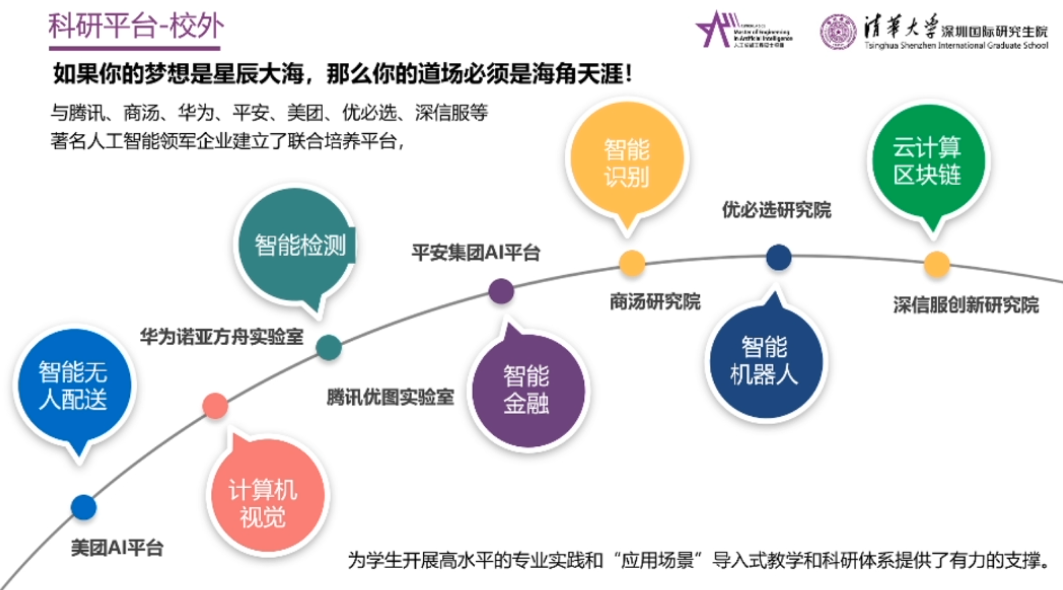 科研平台-校外
Master of Engineering
in Artificial Intelligence
人工智能工程硕士项目
清华大学深圳国际研究生院
Tsinghua Shenzhen International Graduate School
如果你的梦想是星辰大海，那么你的道场必须是海角天涯！
与腾讯、商汤、华为、平安、美团、优必选、深信服等
著名人工智能领军企业建立了联合培养平台，
智能
识别
云计算
区块链
优必选研究院
智能检测
平安集团AI平台
商汤研究院
深信服创新研究院
华为诺亚方舟实验室
智能无
人配送
腾讯优图实验室
智能
金融
智能
机器人
计算机
视觉
美团AI平台
为学生开展高水平的专业实践和“应用场景”导入式教学和科研体系提供了有力的支撑。